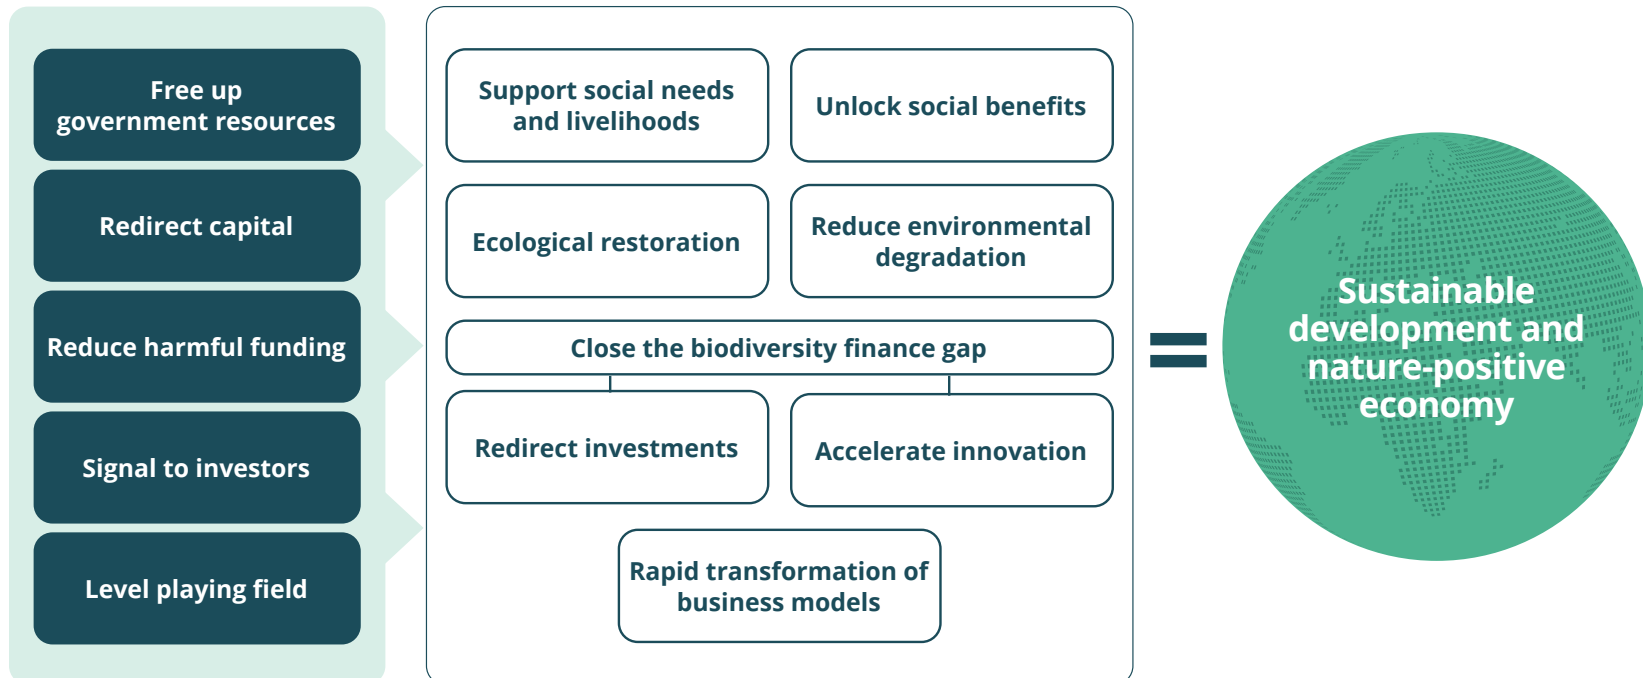 Free up
government resources
Redirect capital
Reduce harmful funding
Signal to investors
Level playing field
Support social needs
and livelihoods
Unlock social benefits
Ecological restoration
Reduce environmental
degradation
Close the biodiversity finance gap
Redirect investments
Accelerate innovation
Rapid transformation of
business models
=
Sustainable
development and
nature-positive
economy